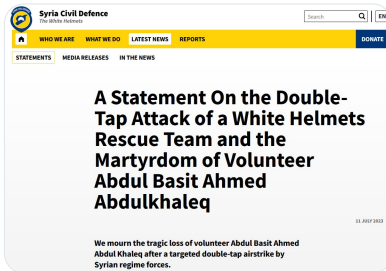 Syria Civil Defence
The White Helmets
Search
EN
WHO WE ARE WHAT WE DO LATEST NEWS REPORTS
DONATE
STATEMENTS MEDIA RELEASES IN THE NEWS
A Statement On the Double-
Tap Attack of a White Helmets
Rescue Team and the
Martyrdom of Volunteer
Abdul Basit Ahmed
Abdulkhaleq
11 JULY 2023
We mourn the tragic loss of volunteer Abdul Basit Ahmed
Abdul Khaleq after a targeted double-tap airstrike by
Syrian regime forces.